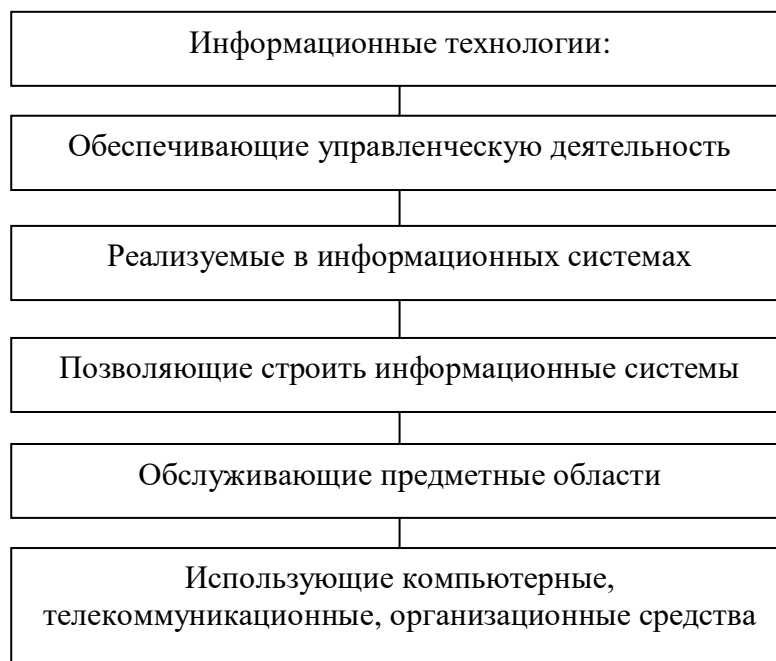 Информационные технологии:
Обеспечивающие управленческую деятельность
Реализуемые в информационных системах
Позволяющие строить информационные системы
Обслуживающие предметные области
Использующие компьютерные,
телекоммуникационные, организационные средства